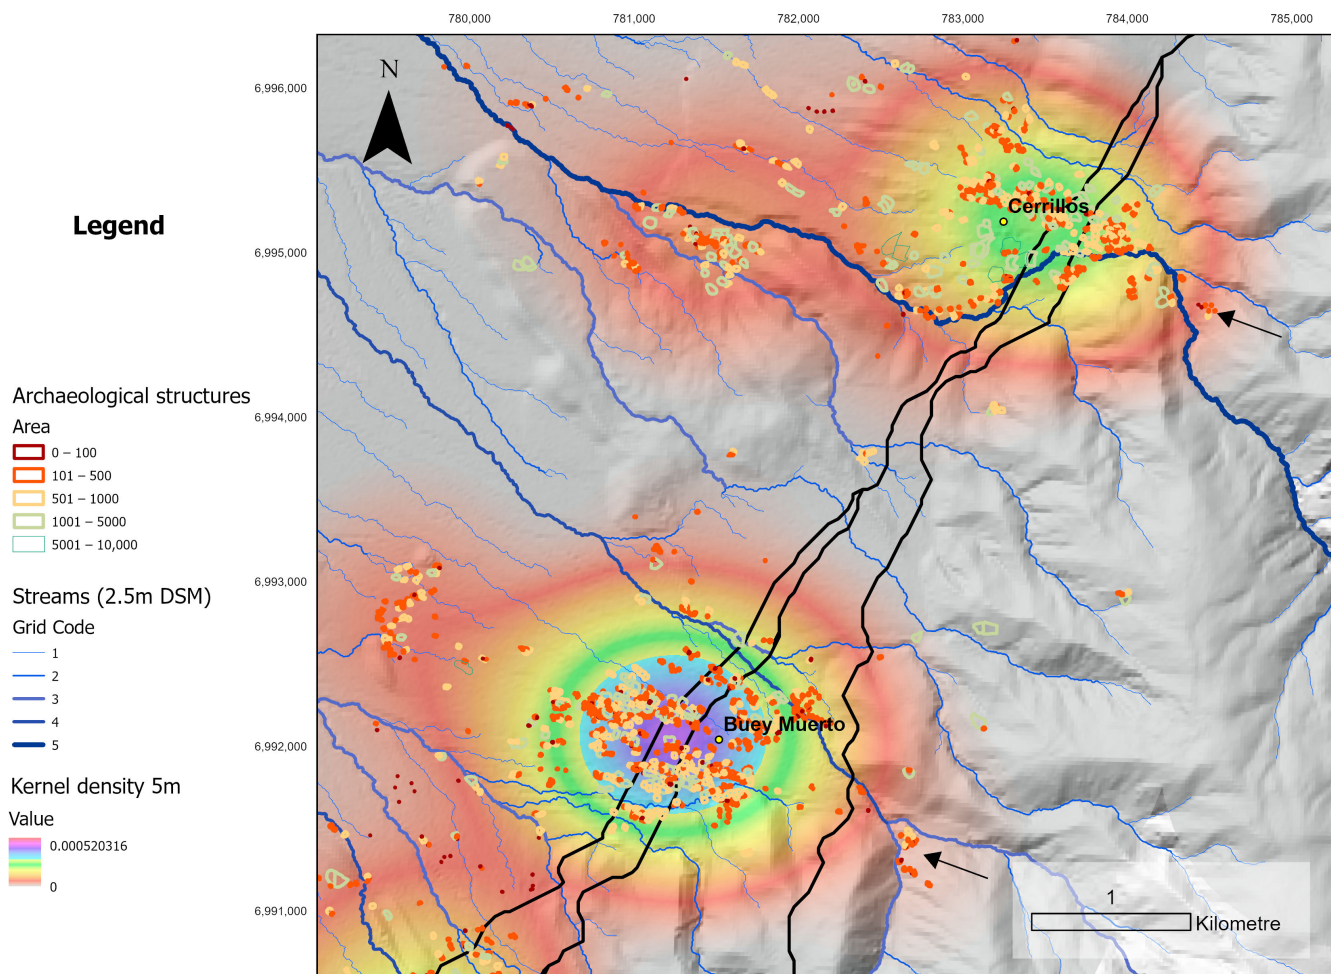 780,000 781,000 782,000 783,000 784,000 785,000
N
6,996,000
6,995,000
6,994,000
6,993,000
6,992,000
6,991,000
Legend
Archaeological structures
Area
0 – 100
101 – 500
501 – 1000
1001 – 5000
5001 – 10,000
Streams (2.5m DSM)
Grid Code
1
2
3
4
5
Kernel density 5m
Value
0.000520316
0
Cerrillos
Buey Muerto
1
Kilometre